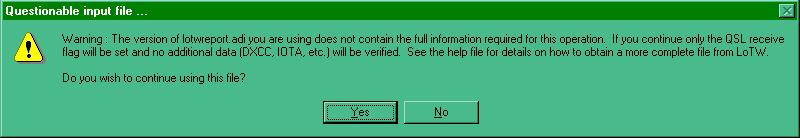 Questionable input file ...
Warning : The version of lotwreport.adi you are using does not contain the full information required for this operation.  If you continue only the QSL receive
flag will be set and no additional data (DXCC, IOTA, etc.) will be verified.  See the help file for details on how to obtain a more complete file from LoTW.
Do you wish to continue using this file?
Yes No